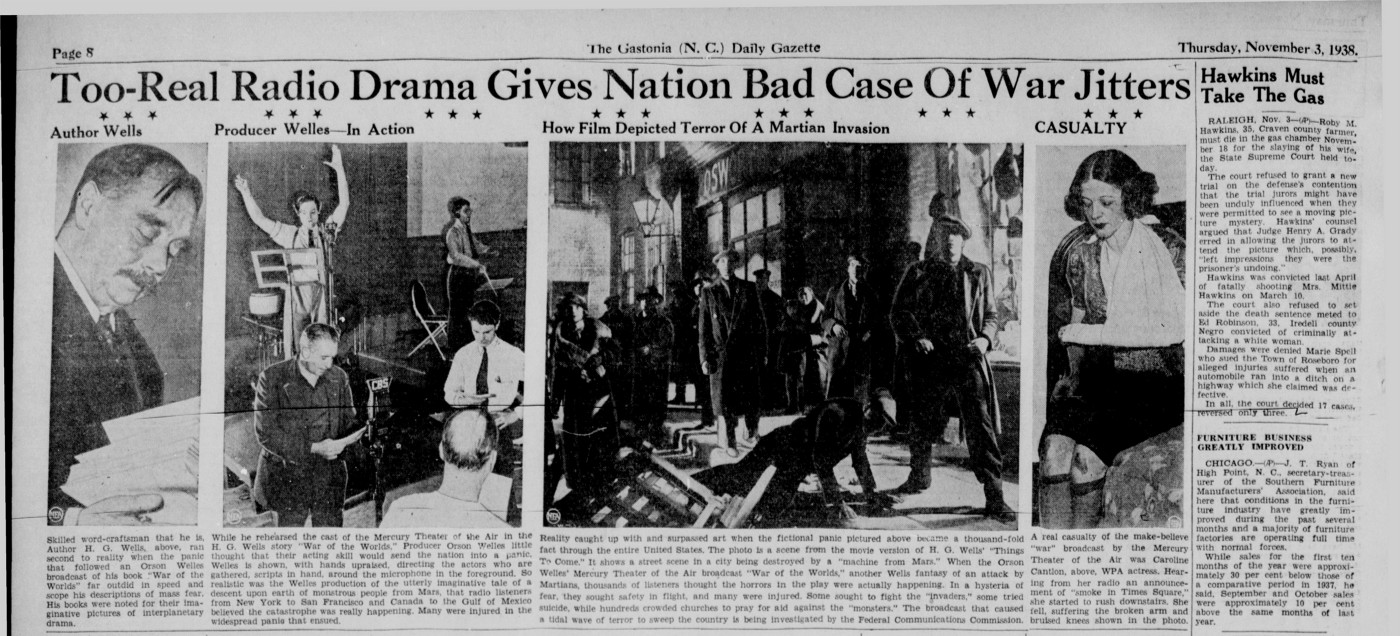 Page 8
The Gastonia (N. C.) Daily Gazette
Thursday, November 3, 1938.
Too-Real Radio Drama Gives Nation Bad Case Of War Jitters
Author Wells
Producer Welles—In Action
How Film Depicted Terror Of A Martian Invasion
CASUALTY
OSW
CBS
NEA
NEA
NEA
Skilled word-craftsman that he is,
Author H. G. Wells, above, ran
second to reality when the panic
that followed an Orson Welles
broadcast of his book "War of the
Worlds" far outdid in speed and
scope his descriptions of mass fear.
His books were noted for their ima-
ginative pictures of catastrophic
drama.
While he rehearsed the cast of the Mercury Theater of the Air in the
H. G. Wells story "War of the Worlds," Producer Orson Welles little
thought that their acting skill would send the nation into a panic.
Welles is shown, with hands upraised, directing the actors who are
gathered, scripts in hand, around the microphone in the foreground. So
realistic was the Welles production of the utterly imaginative tale of a
descent upon earth of monstrous people from Mars, that radio listeners
from New York to San Francisco and Canada to the Gulf of Mexico
believed the catastrophe was really happening. Many were injured in the
widespread panic that ensued.
Reality caught up with and surpassed art when the fictional panic pictured above became a thousand-fold
fact through the entire United States. The photo is a scene from the movie version of H. G. Wells' "Things
To Come." It shows a street scene in a city being destroyed by a "machine from Mars." When the Orson
Welles' Mercury Theater of the Air broadcast "War of the Worlds," another Wells fantasy of an attack by
Martians, thousands of listeners thought the horrors in the play were actually happening. In a hysteria of
fear, they sought safety in flight, and many were injured. Some sought to fight the "invaders," some tried
suicide, while hundreds crowded churches to pray for aid against the "monsters." The broadcast that caused
a tidal wave of terror to sweep the country is being investigated by the Federal Communications Commission.
A real casualty of the make-believe
"war" broadcast by the Mercury
Theater of the Air was Caroline
Cantlon, above, WPA actress. Hear-
ing from her radio an announce-
ment of "smoke in Times Square,"
she started to rush downstairs. She
fell, suffering the broken arm and
bruised knees shown in the photo.
Hawkins Must
Take The Gas
RALEIGH, Nov. 3—(AP)—Roby M.
Hawkins, 35, Craven county farmer,
must die in the gas chamber Novem-
ber 18 for the slaying of his wife,
the State Supreme Court held to-
day.
The court refused to grant a new
trial on the defense's contention
that the trial jurors might have
been unduly influenced when they
were permitted to see a moving pic-
ture mystery. Hawkins' counsel
argued that Judge Henry A. Grady
erred in allowing the jurors to at-
tend the picture which, possibly,
"left impressions they were the
prisoner's undoing."
Hawkins was convicted last April
of fatally shooting Mrs. Mittie
Hawkins on March 10.
The court also refused to set
aside the death sentence meted to
Ed Robinson, 33, Iredell county
Negro convicted of criminally at-
tacking a white woman.
Damages were denied Marie Spell
who sued the Town of Roseboro for
alleged injuries suffered when an
automobile ran into a ditch on a
highway which she claimed was de-
fective.
In all, the court decided 17 cases,
reversed only three.
FURNITURE BUSINESS
GREATLY IMPROVED
CHICAGO.—(AP)—J. T. Ryan of
High Point, N. C., secretary-treas-
urer of the Southern Furniture
Manufacturers' Association, said
here that conditions in the furni-
ture industry have greatly im-
proved during the past several
months and a majority of furniture
factories are operating full time
with normal forces.
While sales for the first ten
months of the year were approxi-
mately 30 per cent below those of
a comparative period in 1937, he
said, September and October sales
were approximately 10 per cent
above the same months of last
year.